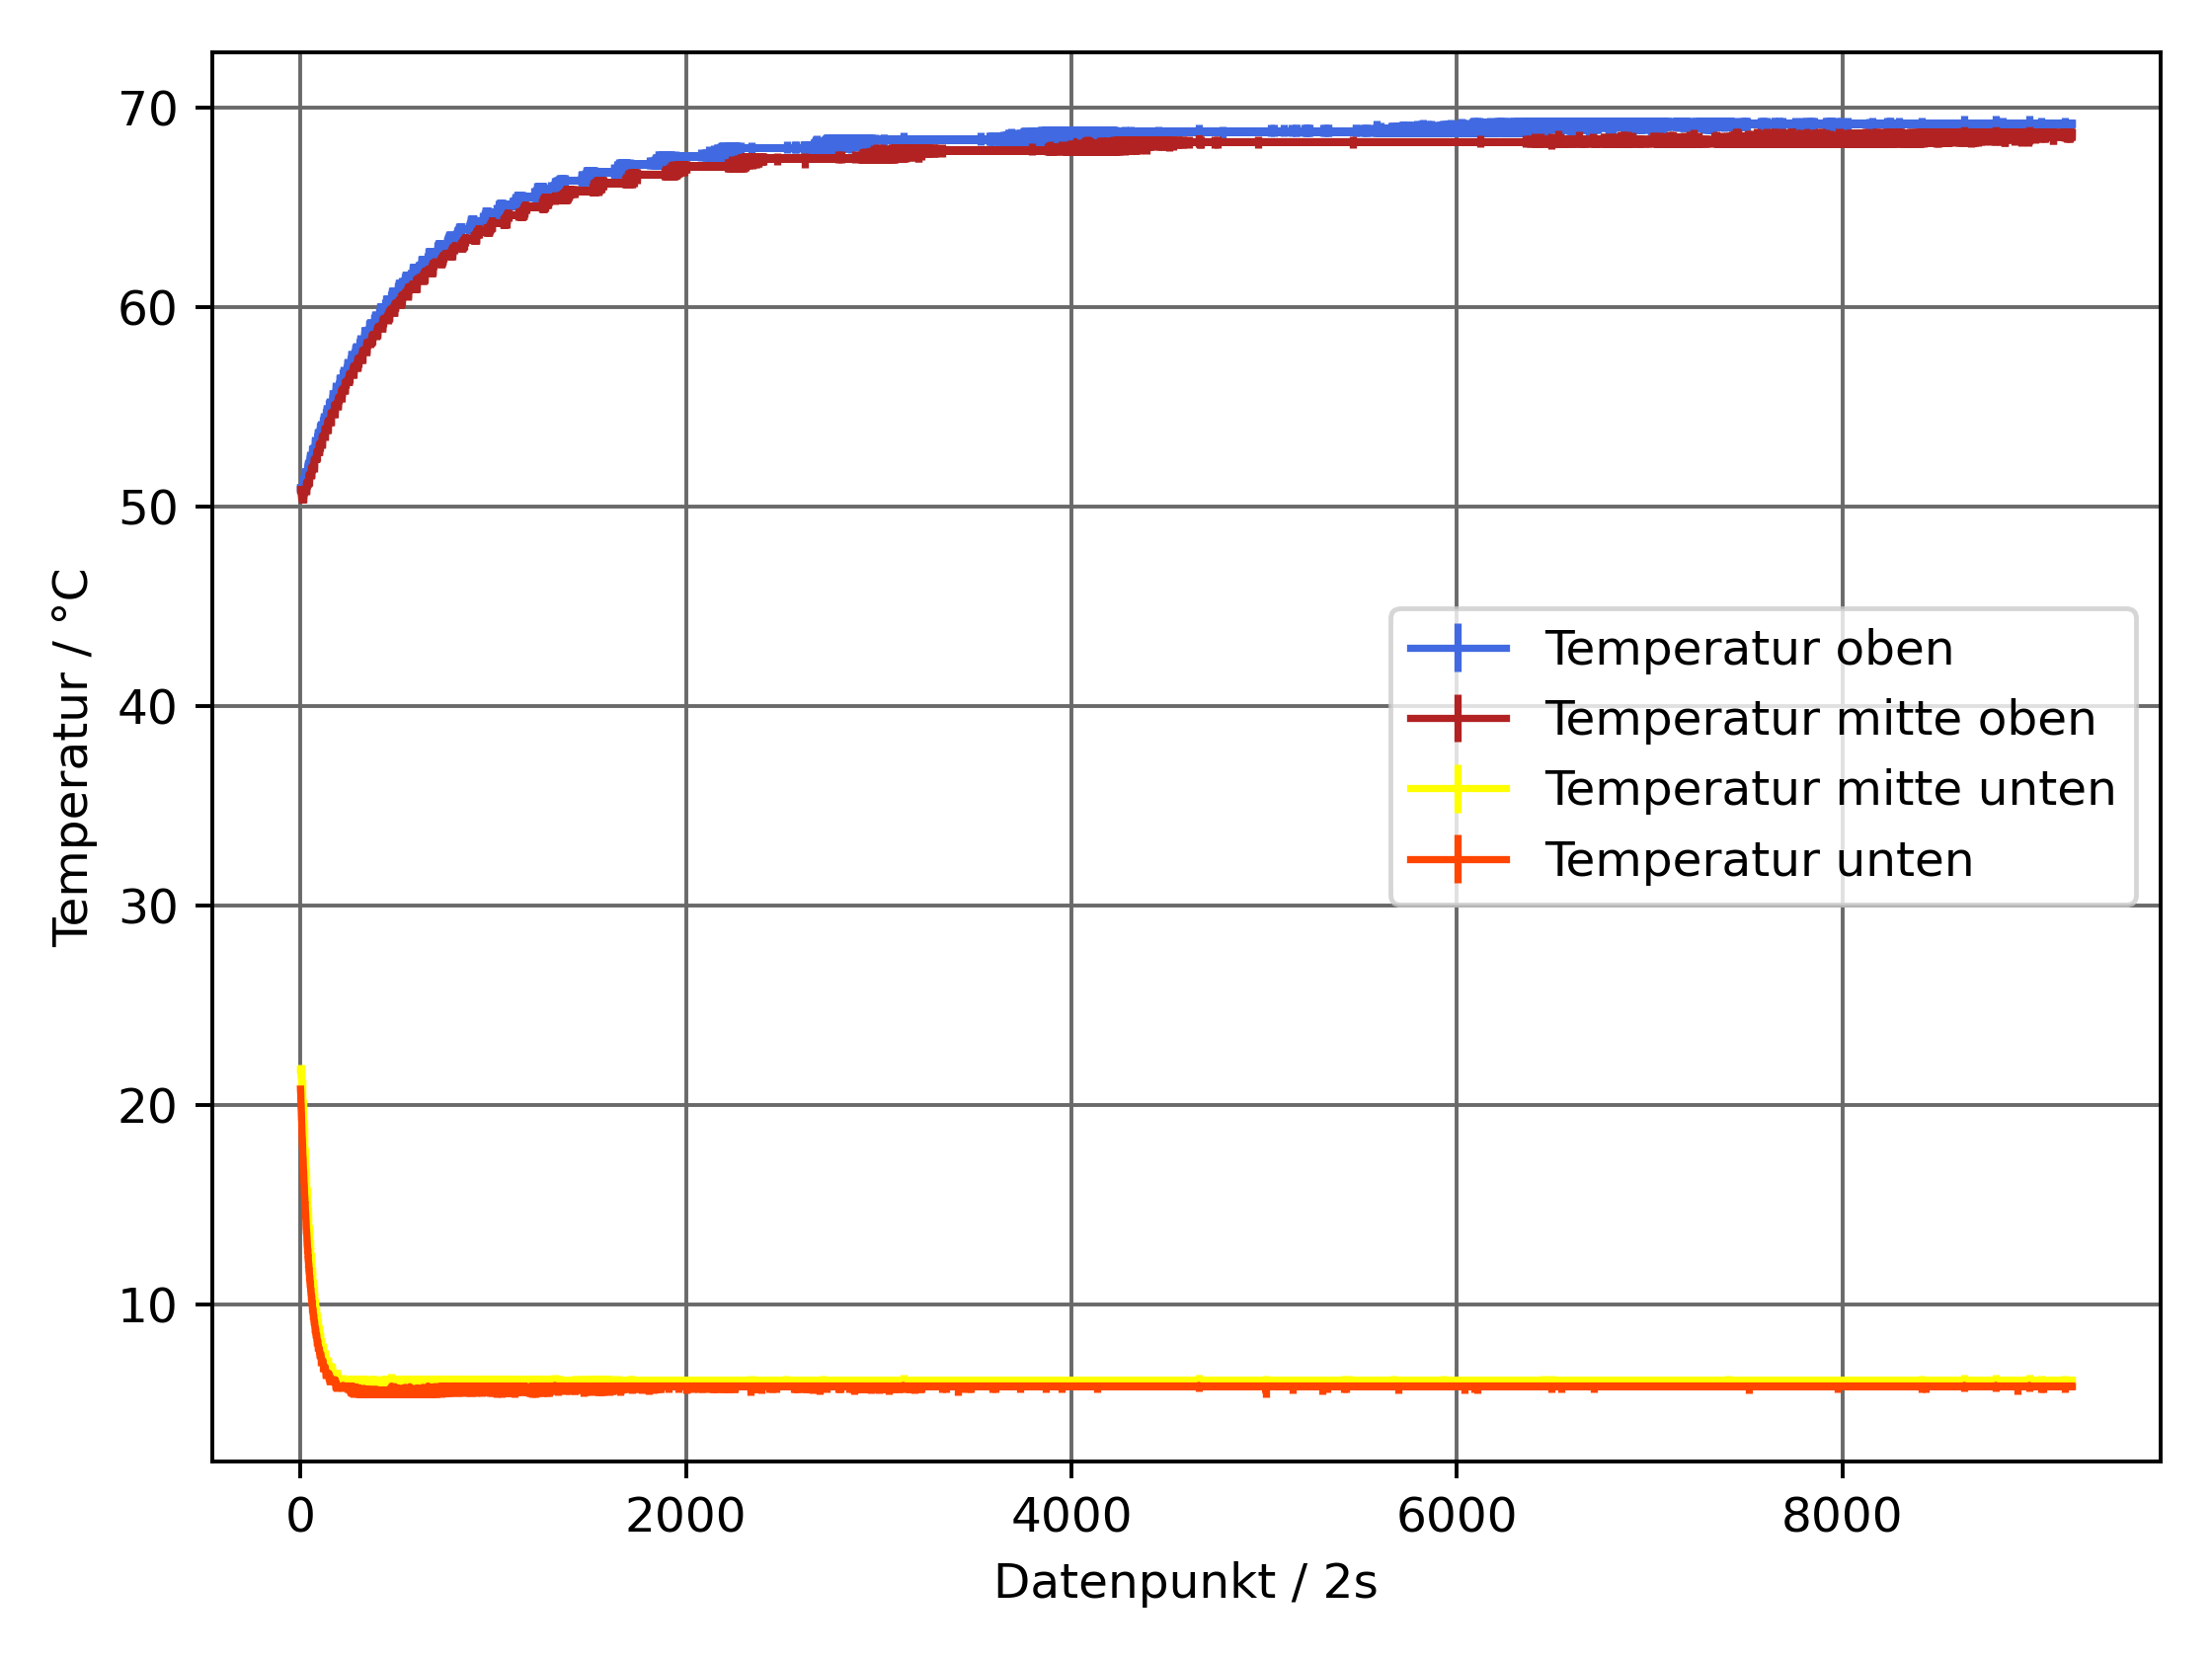 70
60
50
40
30
20
10
Temperatur / °C
Temperatur oben
Temperatur mitte oben
Temperatur mitte unten
Temperatur unten
0 2000 4000 6000 8000
Datenpunkt / 2s